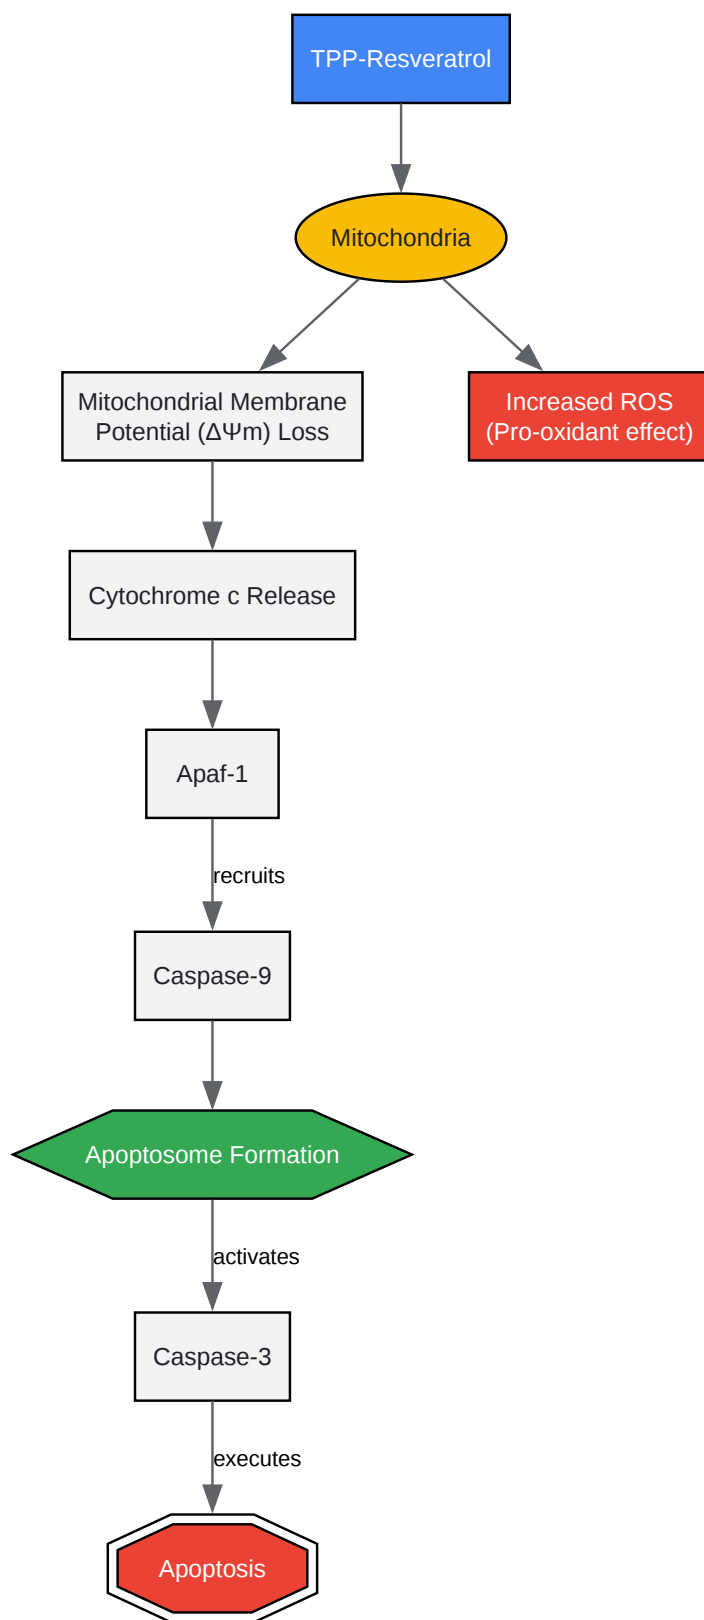 TPP-Resveratrol
Mitochondria
Mitochondrial Membrane
Potential (ΔΨm) Loss
Increased ROS
(Pro-oxidant effect)
Cytochrome c Release
Apaf-1
recruits
Caspase-9
Apoptosome Formation
activates
Caspase-3
executes
Apoptosis